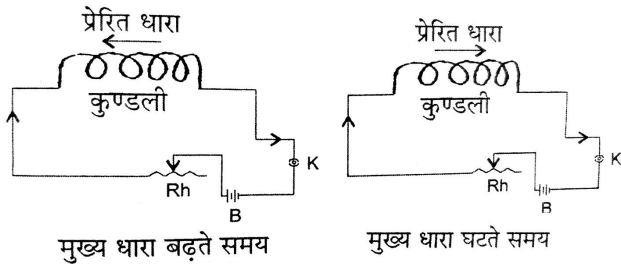 प्रेरित धारा
कुण्डली
K
Rh
B
मुख्य धारा बढ़ते समय
प्रेरित धारा
कुण्डली
K
Rh
B
मुख्य धारा घटते समय